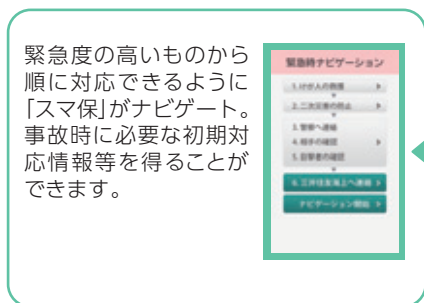 緊急度の高いものから
順に対応できるように
「スマ保」がナビゲート。
事故時に必要な初期対
応情報等を得ることが
できます。
緊急時ナビゲーション
1.けが人の救護
2.二次災害の防止
3.警察へ連絡
4.相手の確認
5.目撃者の確認
6.三井住友海上へ連絡
ナビゲーション開始